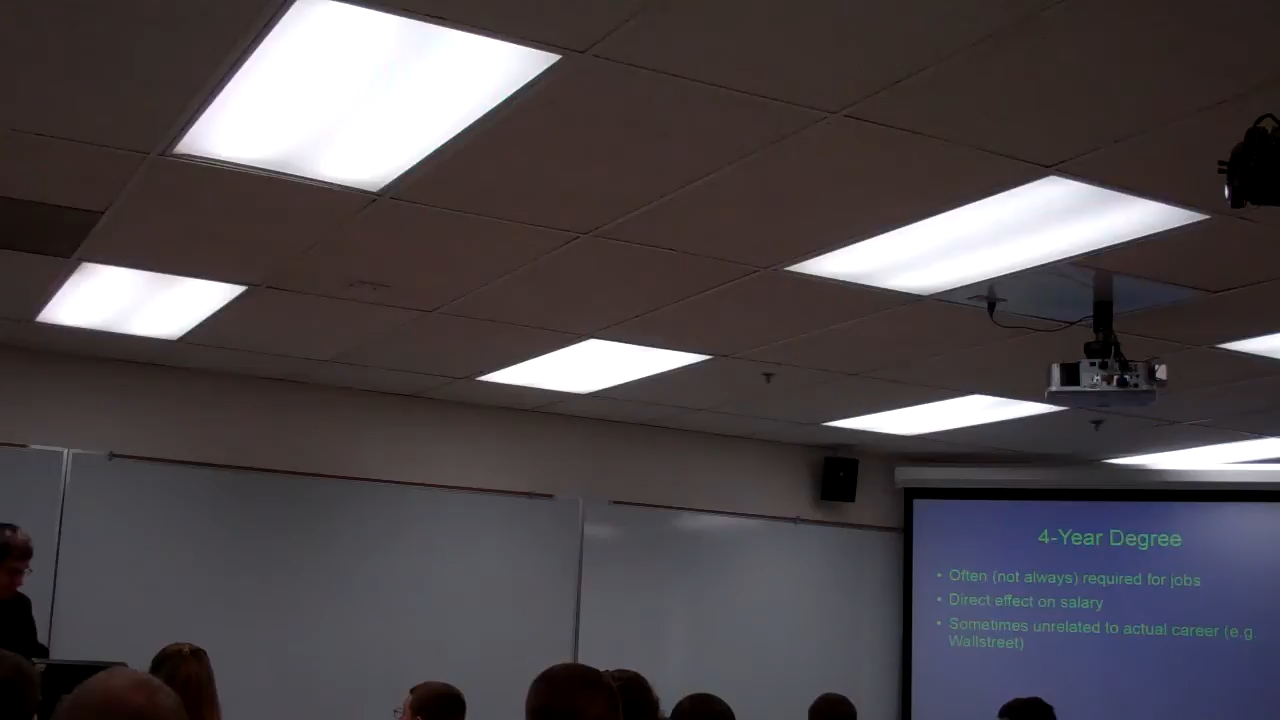 4-Year Degree
• Often (not always) required for jobs
• Direct effect on salary
• Sometimes unrelated to actual career (e.g.
Wallstreet)